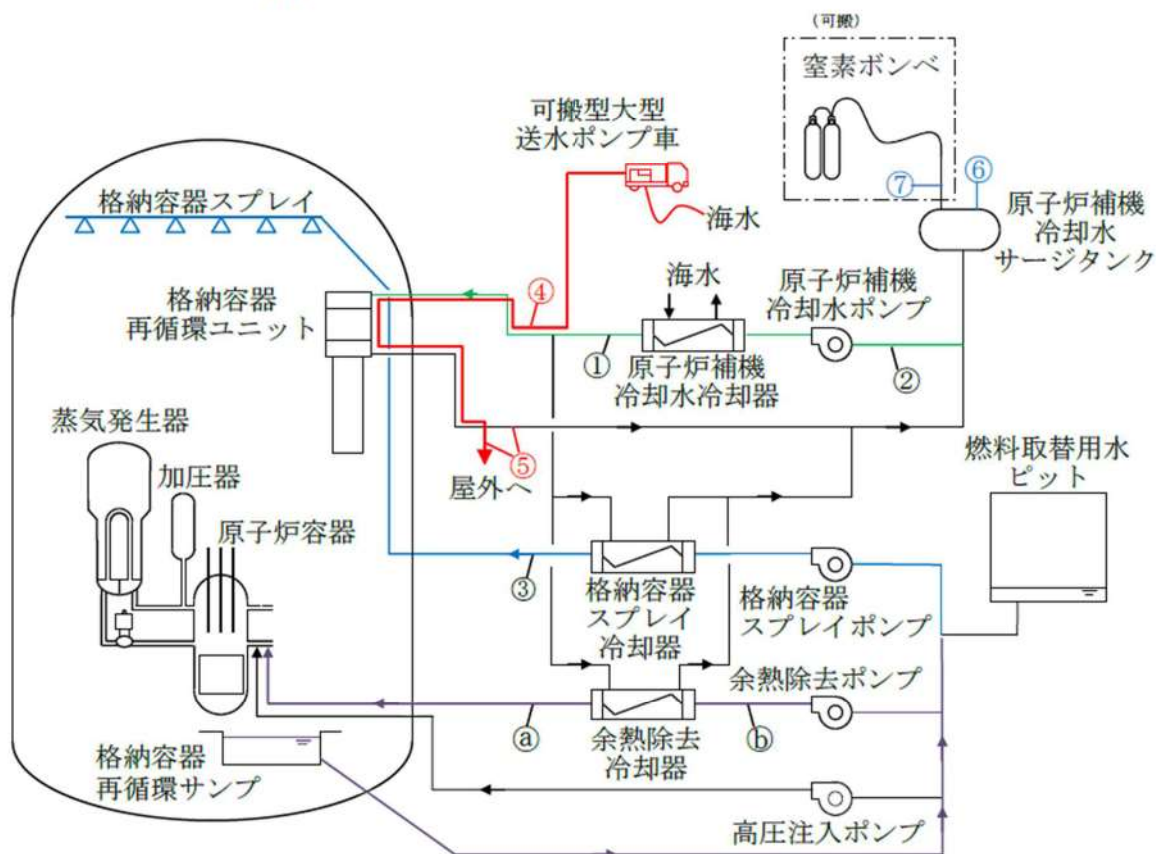 (可搬)
窒素ボンベ
⑦
⑥
原子炉補機
冷却水
サージタンク
可搬型大型
送水ポンプ車
海水
格納容器スプレイ
格納容器
再循環ユニット
④
海水
原子炉補機
冷却水ポンプ
①
原子炉補機
冷却水冷却器
②
⑤
屋外へ
蒸気発生器
加圧器
原子炉容器
燃料取替用水
ピット
③
格納容器
スプレイ
冷却器
格納容器
スプレイポンプ
余熱除去ポンプ
ⓐ
ⓑ
余熱除去
冷却器
格納容器
再循環サンプ
高圧注入ポンプ